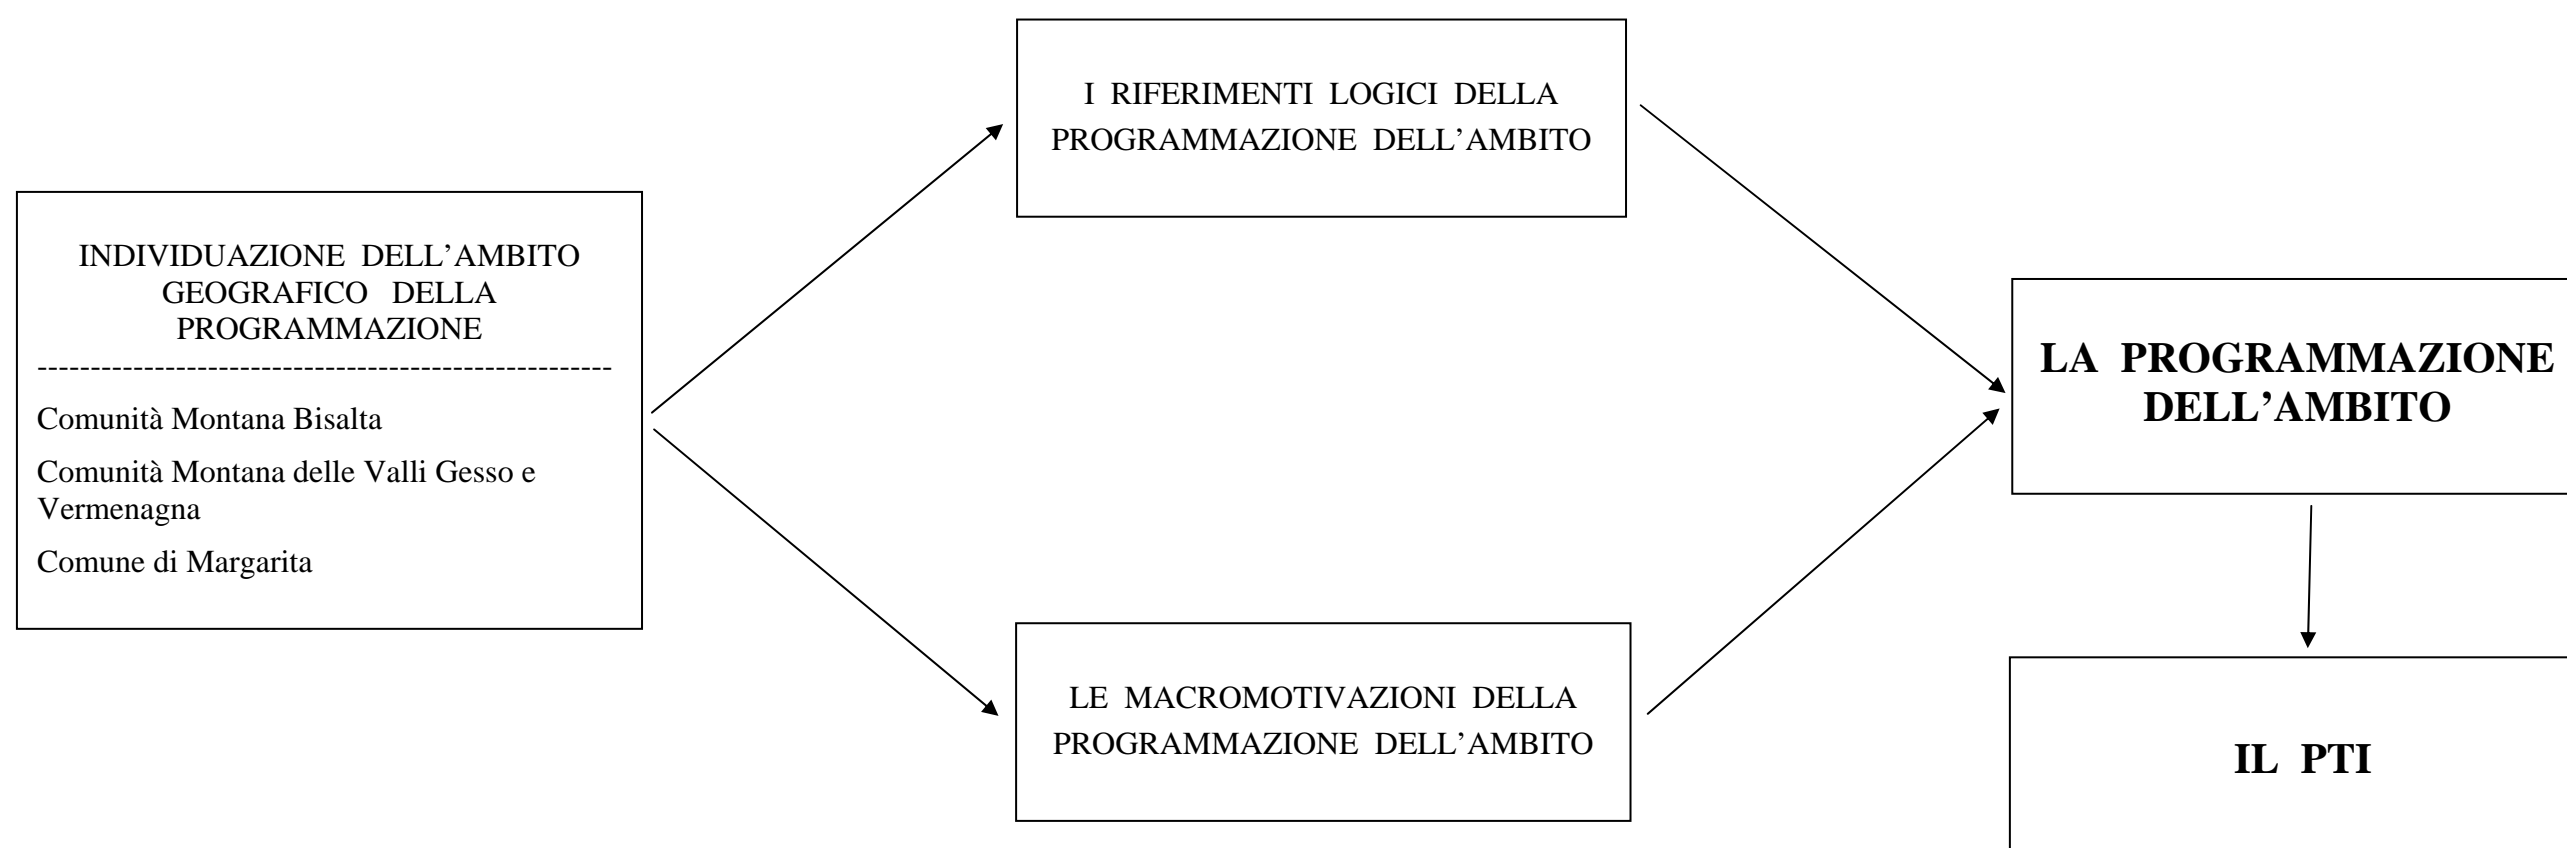 I RIFERIMENTI LOGICI DELLA
PROGRAMMAZIONE DELL’AMBITO
INDIVIDUAZIONE DELL’AMBITO
GEOGRAFICO DELLA
PROGRAMMAZIONE
------------------------------------------------------
Comunità Montana Bisalta
Comunità Montana delle Valli Gesso e
Vermenagna
Comune di Margarita
LE MACROMOTIVAZIONI DELLA
PROGRAMMAZIONE DELL’AMBITO
LA PROGRAMMAZIONE
DELL’AMBITO
IL PTI